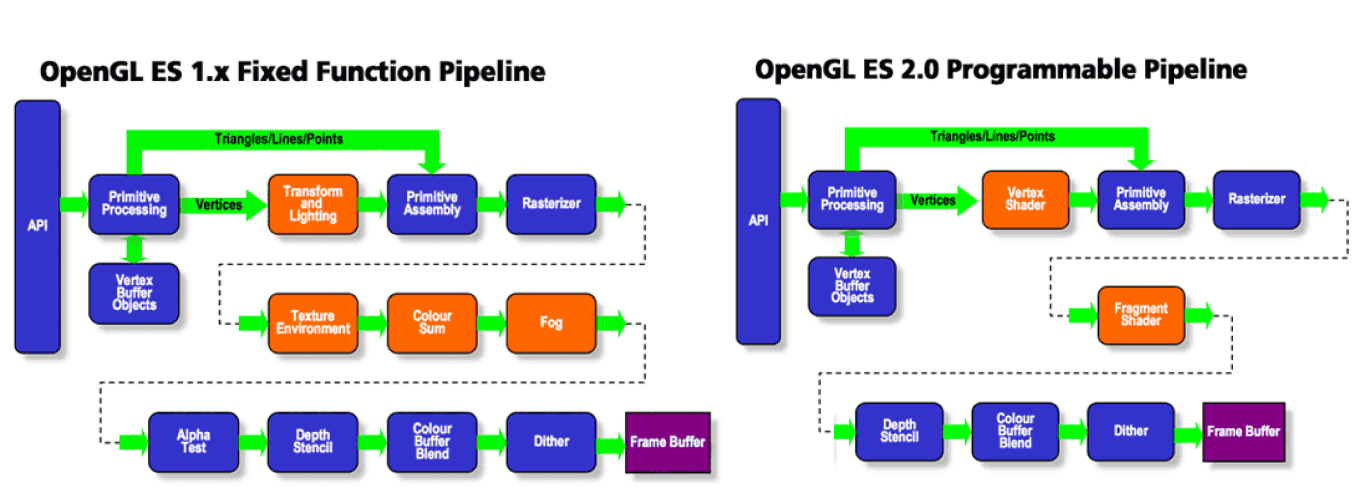 OpenGL ES 1.x Fixed Function Pipeline
API
Triangles/Lines/Points
Primitive
Processing
Vertices
Transform
and
Lighting
Primitive
Assembly
Rasterizer
Vertex
Buffer
Objects
Texture
Environment
Colour
Sum
Fog
Alpha
Test
Depth
Stencil
Colour
Buffer
Blend
Dither
Frame Buffer
OpenGL ES 2.0 Programmable Pipeline
API
Triangles/Lines/Points
Primitive
Processing
Vertices
Vertex
Shader
Primitive
Assembly
Rasterizer
Vertex
Buffer
Objects
Fragment
Shader
Depth
Stencil
Colour
Buffer
Blend
Dither
Frame Buffer